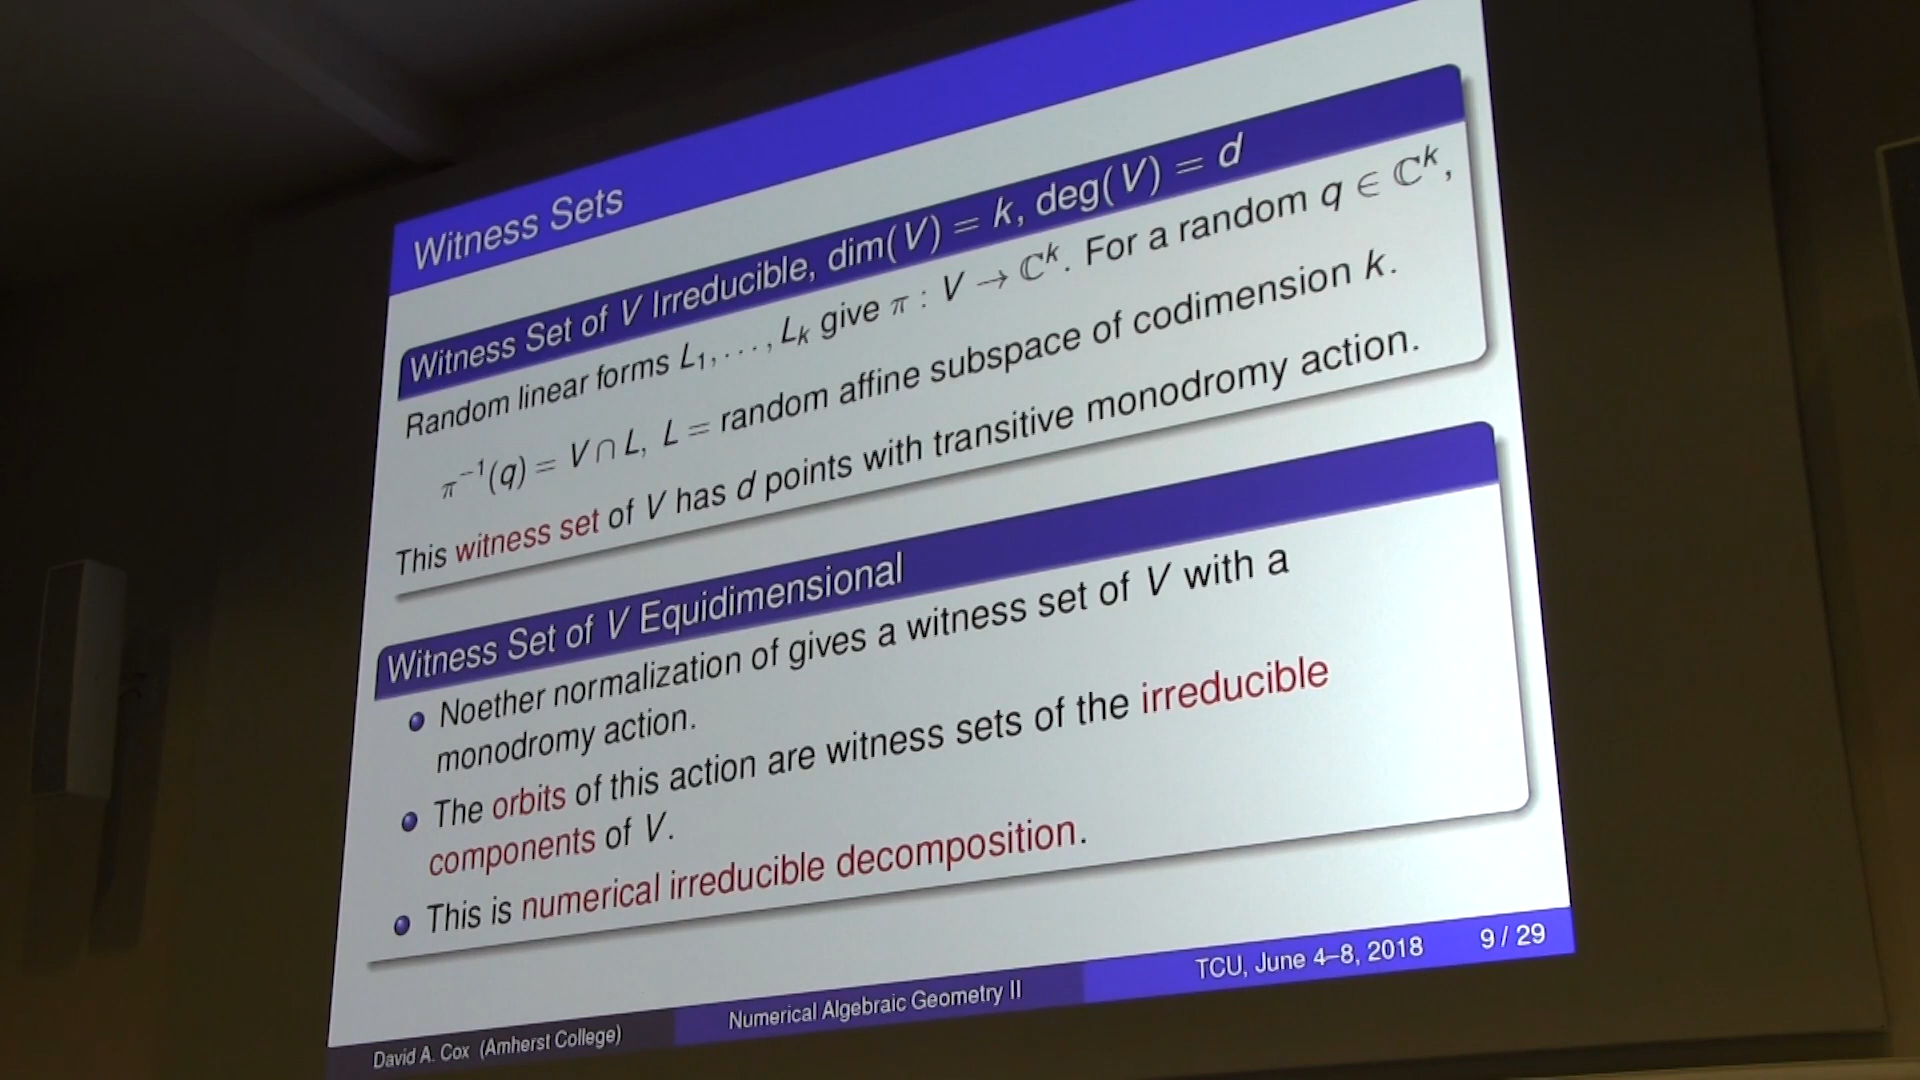 Witness Sets
Witness Set of V Irreducible, dim(V) = k, deg(V) = d
Random linear forms L₁, . . . , Lₖ give π : V → ℂᵏ. For a random q ∈ ℂᵏ,
π⁻¹(q) = V ∩ L, L = random affine subspace of codimension k.
This witness set of V has d points with transitive monodromy action.
Witness Set of V Equidimensional
Noether normalization of gives a witness set of V with a
monodromy action.
The orbits of this action are witness sets of the irreducible
components of V.
This is numerical irreducible decomposition.
David A. Cox (Amherst College) Numerical Algebraic Geometry II TCU, June 4–8, 2018 9 / 29